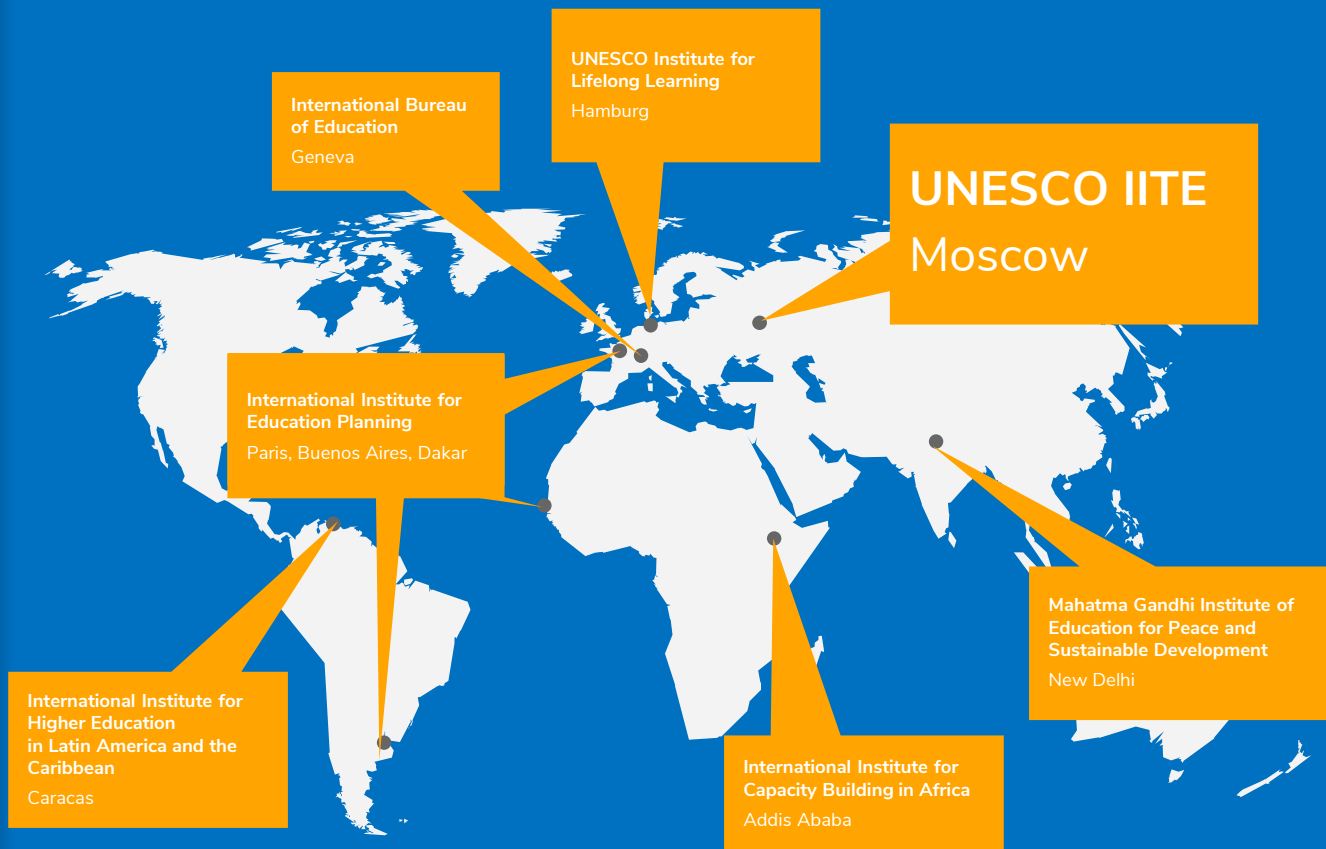 UNESCO Institute for
Lifelong Learning
Hamburg
International Bureau
of Education
Geneva
UNESCO IITE
Moscow
International Institute for
Education Planning
Paris, Buenos Aires, Dakar
Mahatma Gandhi Institute of
Education for Peace and
Sustainable Development
New Delhi
International Institute for
Higher Education
in Latin America and the
Caribbean
Caracas
International Institute for
Capacity Building in Africa
Addis Ababa